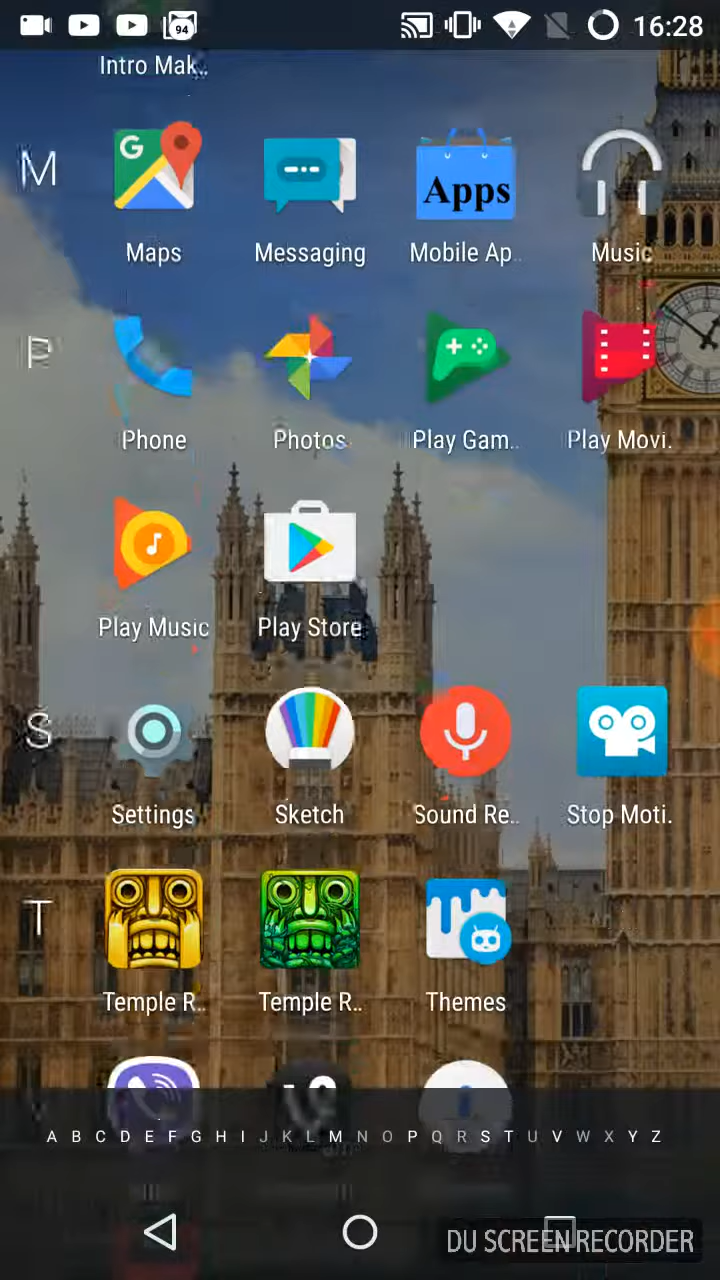 94
16:28
Intro Mak..
M
Maps
Messaging
Apps
Mobile Ap..
Music
P
Phone
Photos
Play Gam..
Play Movi.
Play Music
Play Store
S
Settings
Sketch
Sound Re..
Stop Moti.
T
Temple R..
Temple R..
Themes
A B C D E F G H I J K L M N O P Q R S T U V W X Y Z
DU SCREEN RECORDER